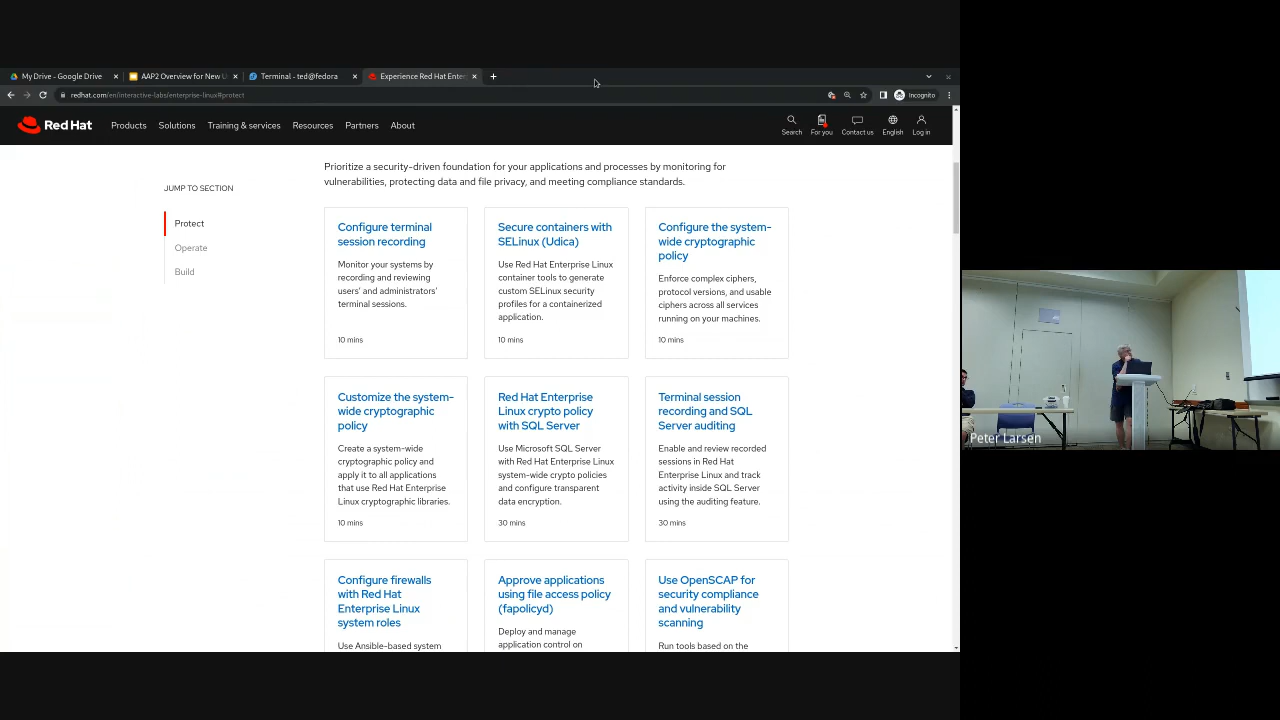 My Drive - Google Drive
AAP2 Overview for New U
Terminal - ted@fedora
Experience Red Hat Enter
redhat.com/en/interactive-labs/enterprise-linux#protect
Incognito
Red Hat
Products
Solutions
Training & services
Resources
Partners
About
Search
For you
Contact us
English
Log in
Prioritize a security-driven foundation for your applications and processes by monitoring for
vulnerabilities, protecting data and file privacy, and meeting compliance standards.
JUMP TO SECTION
Protect
Operate
Build
Configure terminal
session recording
Monitor your systems by
recording and reviewing
users' and administrators'
terminal sessions.
10 mins
Secure containers with
SELinux (Udica)
Use Red Hat Enterprise Linux
container tools to generate
custom SELinux security
profiles for a containerized
application.
10 mins
Configure the system-
wide cryptographic
policy
Enforce complex ciphers,
protocol versions, and usable
ciphers across all services
running on your machines.
10 mins
Customize the system-
wide cryptographic
policy
Create a system-wide
cryptographic policy and
apply it to all applications
that use Red Hat Enterprise
Linux cryptographic libraries.
10 mins
Red Hat Enterprise
Linux crypto policy
with SQL Server
Use Microsoft SQL Server
with Red Hat Enterprise Linux
system-wide crypto policies
and configure transparent
data encryption.
30 mins
Terminal session
recording and SQL
Server auditing
Enable and review recorded
sessions in Red Hat
Enterprise Linux and track
activity inside SQL Server
using the auditing feature.
30 mins
Configure firewalls
with Red Hat
Enterprise Linux
system roles
Use Ansible-based system
Approve applications
using file access policy
(fapolicyd)
Deploy and manage
application control on
Use OpenSCAP for
security compliance
and vulnerability
scanning
Run tools based on the
Peter Larsen